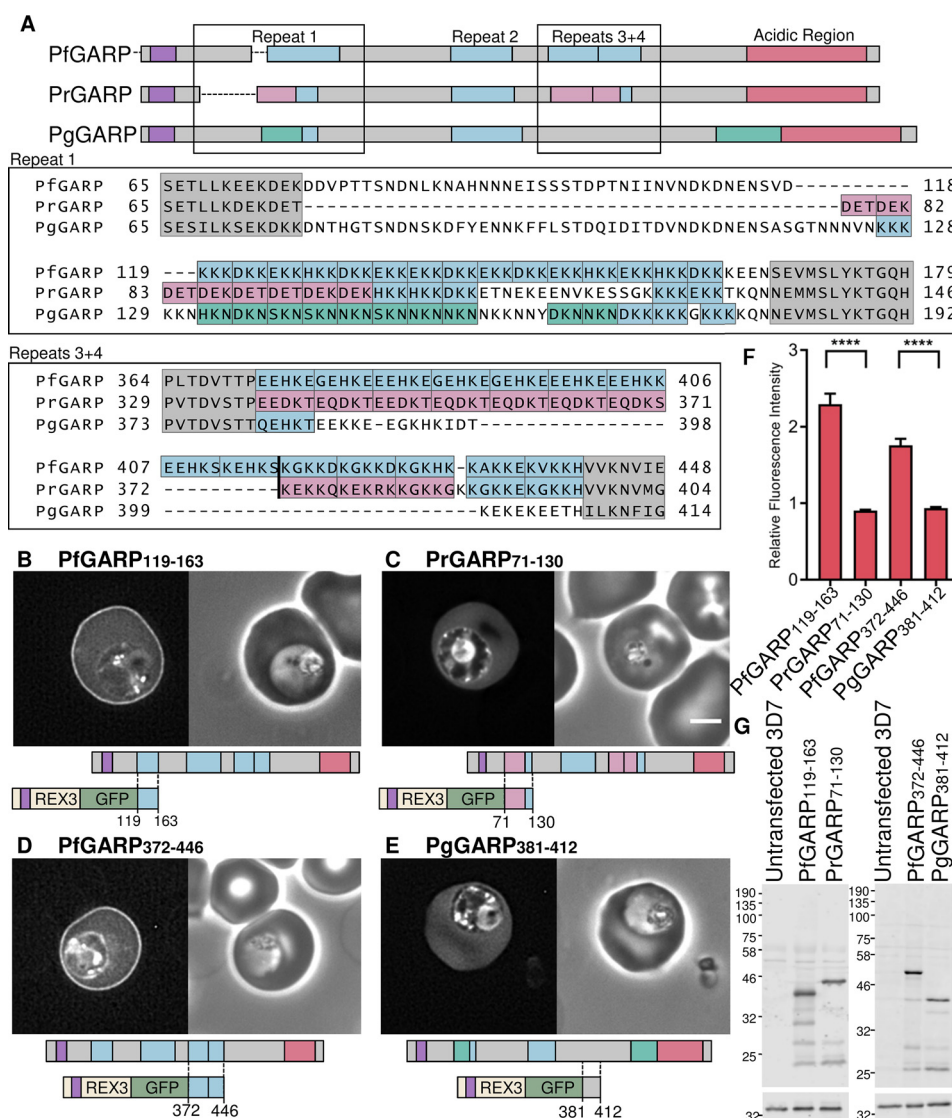 A
Repeat 1 Repeat 2 Repeats 3+4 Acidic Region
PfGARP
PrGARP
PgGARP
Repeat 1
PfGARP 65 SETLLKEEKDEKDDVPTTSNDNLKNAHNNNEISSSTDPTNIINVNDKDNENSVD---------- 118
PrGARP 65 SETLLKDEKDET----------------------------------------------DETDEK 82
PgGARP 65 SESILKSEKDKKDNTHGTSNDNSKDFYENNKFFLSTDQIDITDVNDKDNENSASGTNNNVNKKK 128
PfGARP 119 ---KKKDKKEKKHKKDKKEKKEKKDKKEKKDKKEKKHKKEKKHKKDKKKEENSEVMSLYKTGQH 179
PrGARP 83 DETDEKDETDETDEKDEKHKKHKKDKKETNEKEENVKESSGKKKKEKKTKQNNEMMSLYKTGQH 146
PgGARP 129 KKNHKNDKNSKNSKNNKNSKNNKNNKNNKKNNYDKNNKNDKKKKKGKKKKQNNEVMSLYKTGQH 192
Repeats 3+4
PfGARP 364 PLTDVTTPEEHKEGEHKEEEHKEGEHKEGEHKEEEHKEEEHKK 406
PrGARP 329 PVTDVSTPEEDKTEQDKTEEDKTEQDKTEQDKTEQDKTEQDKS 371
PgGARP 373 PVTDVSTTQEHKTEEKKE-EGKHKIDT---------------- 398
PfGARP 407 EEHKSKEHKSKGKKDKGKKDKGKHK-KAKKEKVKKHVVKNVIE 448
PrGARP 372 ----------KEKKQKEKRKKGKKGKKGKKEKGKKHVVKNVMG 404
PgGARP 399 ---------------------------KEKEKEETHILKNFIG 414
F
Relative Fluorescence Intensity
3
2
1
0
**** ****
PfGARP119-163
PrGARP71-130
PfGARP372-446
PgGARP381-412
B PfGARP119-163
C PrGARP71-130
REX3 GFP
119 163
REX3 GFP
71 130
D PfGARP372-446
E PgGARP381-412
REX3 GFP
372 446
REX3 GFP
381 412
G
Untransfected 3D7
PfGARP119-163
PrGARP71-130
Untransfected 3D7
PfGARP372-446
PgGARP381-412
190
135
100
75
58
46
32
25
32
190
135
100
75
58
46
32
25
32